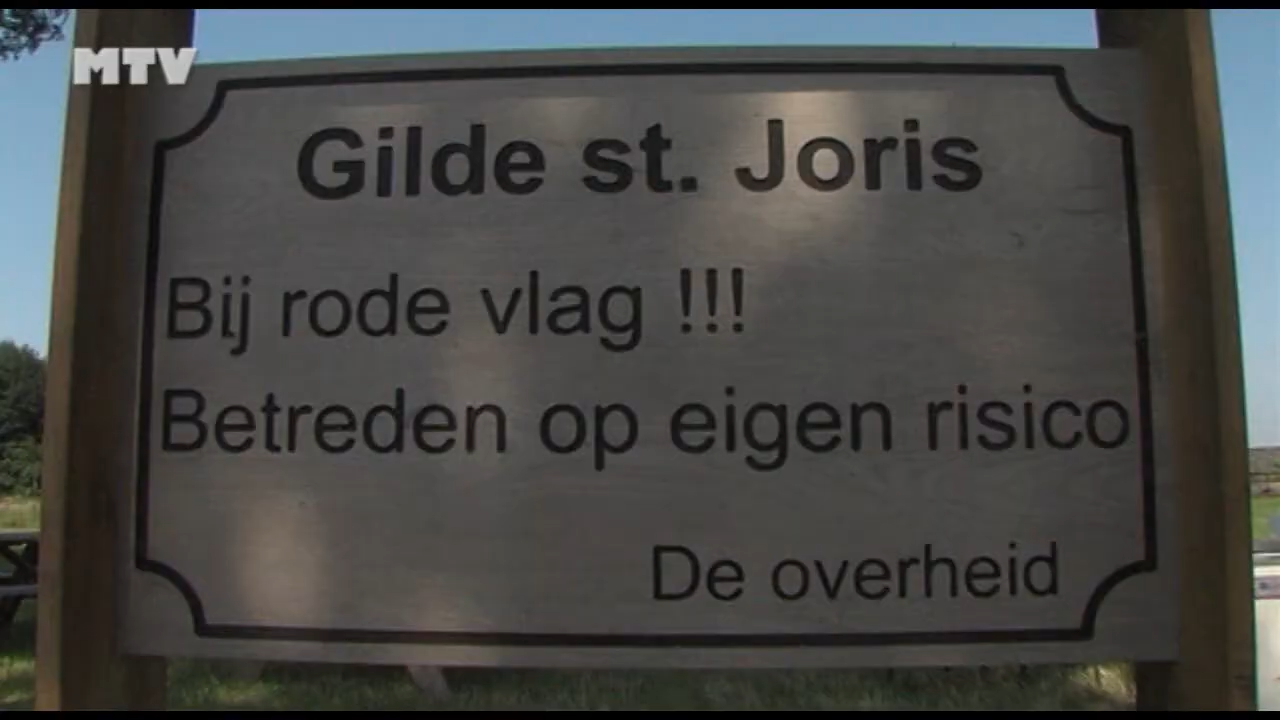 MTV
Gilde st. Joris
Bij rode vlag !!!
Betreden op eigen risico
De overheid